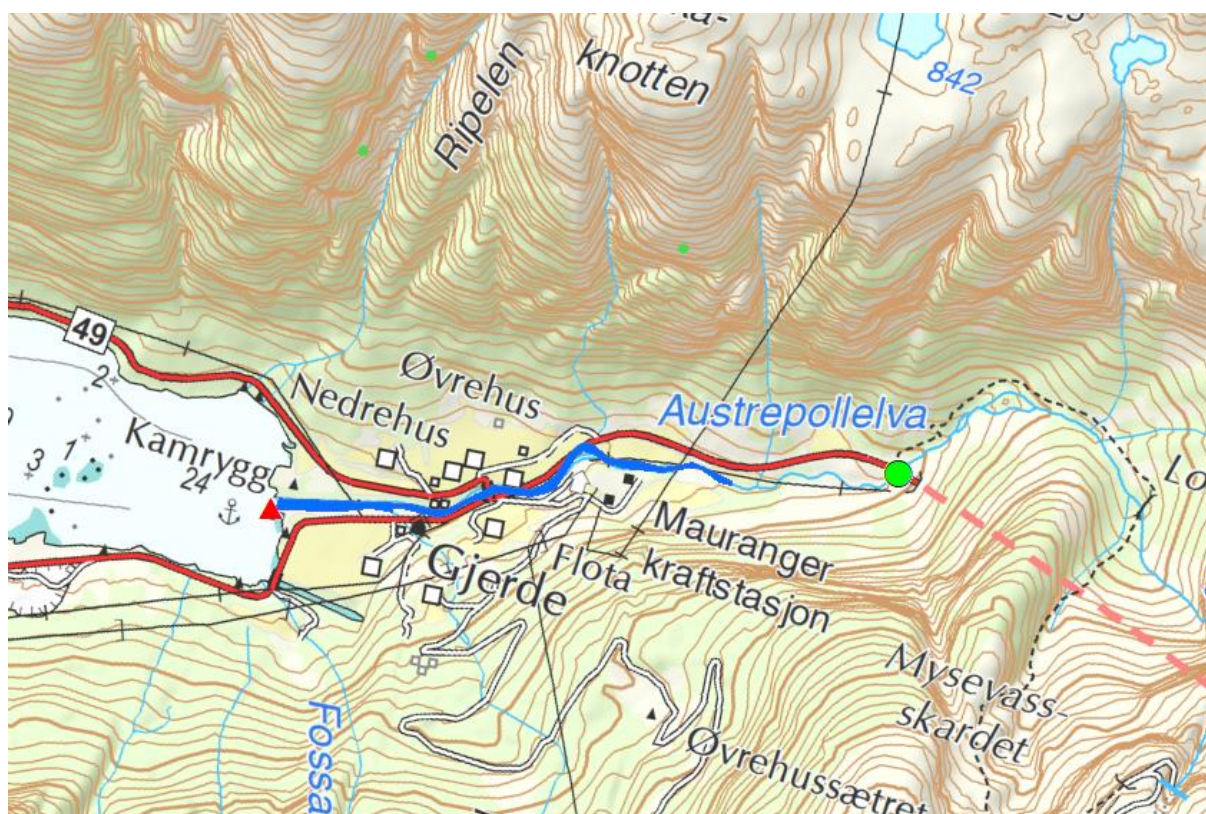 Ripelen
knotten
842
49
2
Øvrehus
Nedrehus
Austrepollelva
Kamrygg
1
3
24
Gjerde
Flota
Mauranger
kraftstasjon
Mysevass-
skardet
Fossa
Øvrehussætret